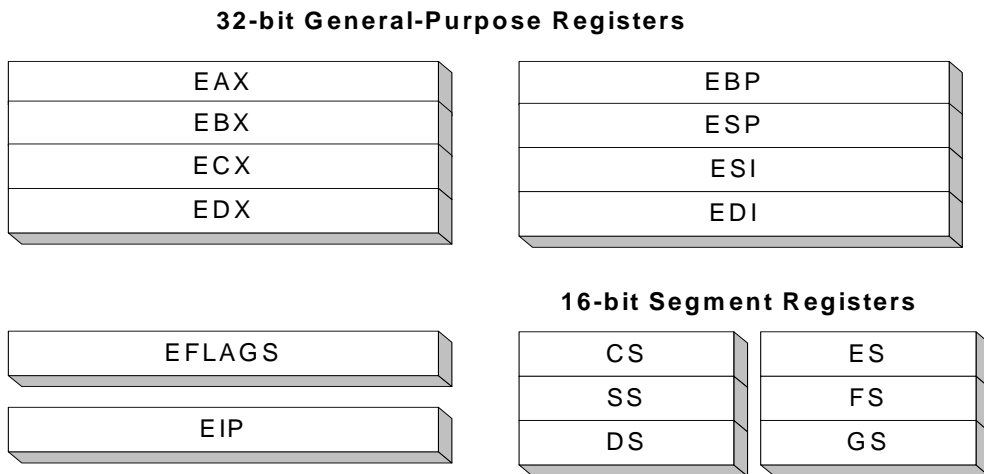 32-bit General-Purpose Registers
EAX
EBX
ECX
EDX
EBP
ESP
ESI
EDI
EFLAGS
EIP
16-bit Segment Registers
CS
SS
DS
ES
FS
GS